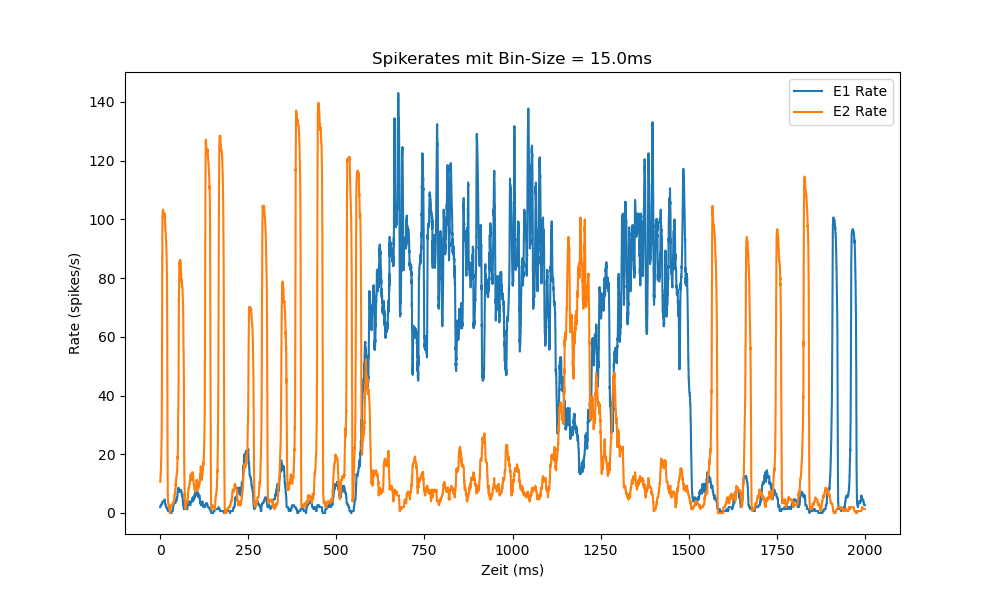 Spikerates mit Bin-Size = 15.0ms
E1 Rate
E2 Rate
Rate (spikes/s)
140
120
100
80
60
40
20
0
0 250 500 750 1000 1250 1500 1750 2000
Zeit (ms)